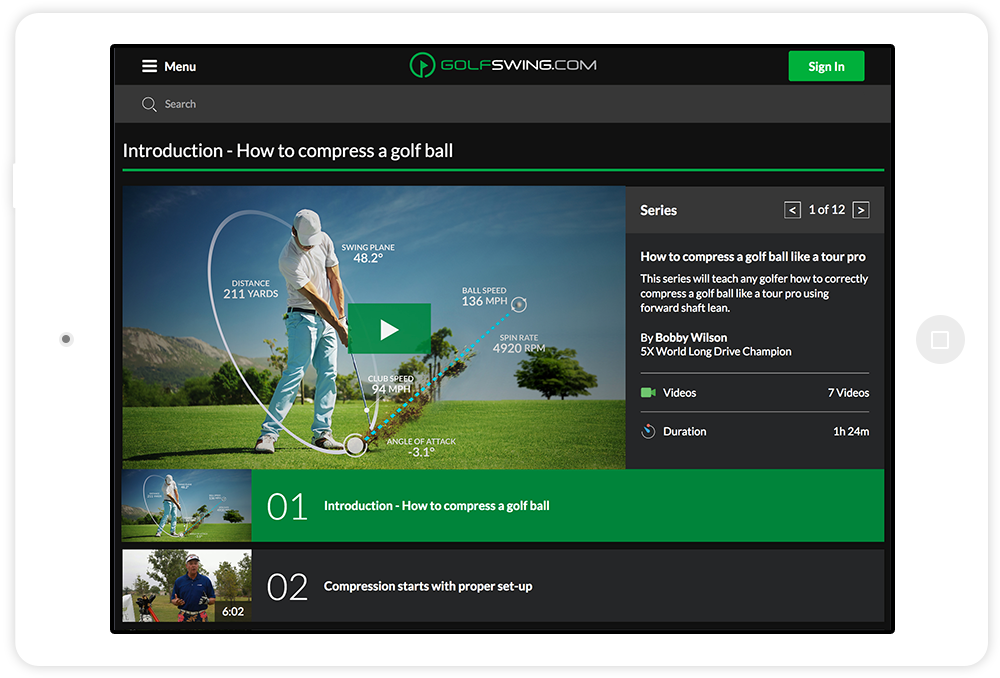 Menu
GOLFSWING.COM
Sign In
Search
Introduction - How to compress a golf ball
SWING PLANE
48.2°
DISTANCE
211 YARDS
BALL SPEED
136 MPH
SPIN RATE
4920 RPM
CLUB SPEED
94 MPH
ANGLE OF ATTACK
-3.1°
Series
< 1 of 12 >
How to compress a golf ball like a tour pro
This series will teach any golfer how to correctly
compress a golf ball like a tour pro using
forward shaft lean.
By Bobby Wilson
5X World Long Drive Champion
Videos 7 Videos
Duration 1h 24m
01 Introduction - How to compress a golf ball
6:02
02 Compression starts with proper set-up